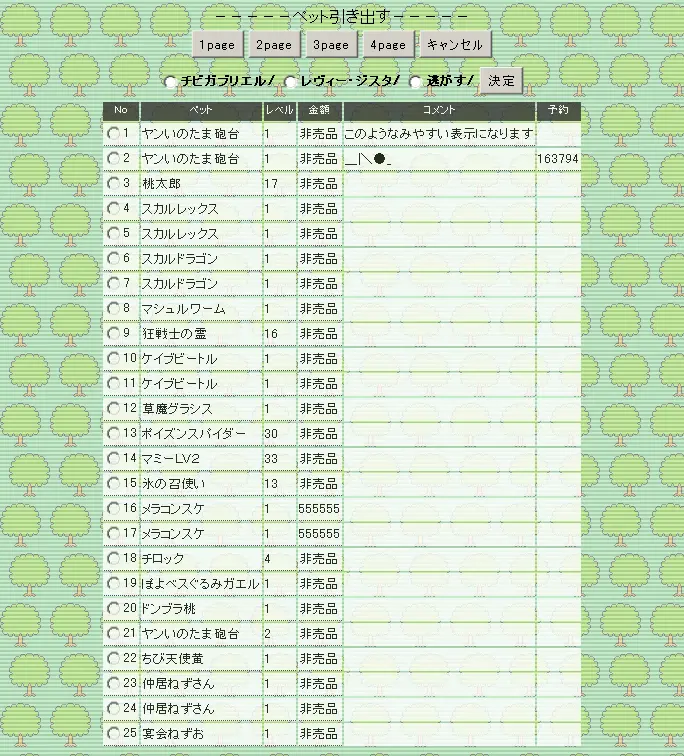 －－－－－ペット引き出す－－－－－
1page 2page 3page 4page キャンセル
チビガブリエル/ レヴィー・ジスタ/ 逃がす/ 決定
No ペット レベル 金額 コメント 予約
1 ヤンいのたま砲台 1 非売品 このようなみやすい表示になります
2 ヤンいのたま砲台 1 非売品 __|＼●_ 163794
3 桃太郎 17 非売品
4 スカルレックス 1 非売品
5 スカルレックス 1 非売品
6 スカルドラゴン 1 非売品
7 スカルドラゴン 1 非売品
8 マシュルワーム 1 非売品
9 狂戦士の霊 16 非売品
10 ケイブビートル 1 非売品
11 ケイブビートル 1 非売品
12 草魔グラシス 1 非売品
13 ポイズンスパイダー 30 非売品
14 マミーLV2 33 非売品
15 氷の召使い 13 非売品
16 メラコンスケ 1 555555
17 メラコンスケ 1 555555
18 チロック 4 非売品
19 ぽよべスぐるみガエル 1 非売品
20 ドンブラ桃 1 非売品
21 ヤンいのたま砲台 2 非売品
22 ちび天使黄 1 非売品
23 仲居ねずさん 1 非売品
24 仲居ねずさん 1 非売品
25 宴会ねずお 1 非売品